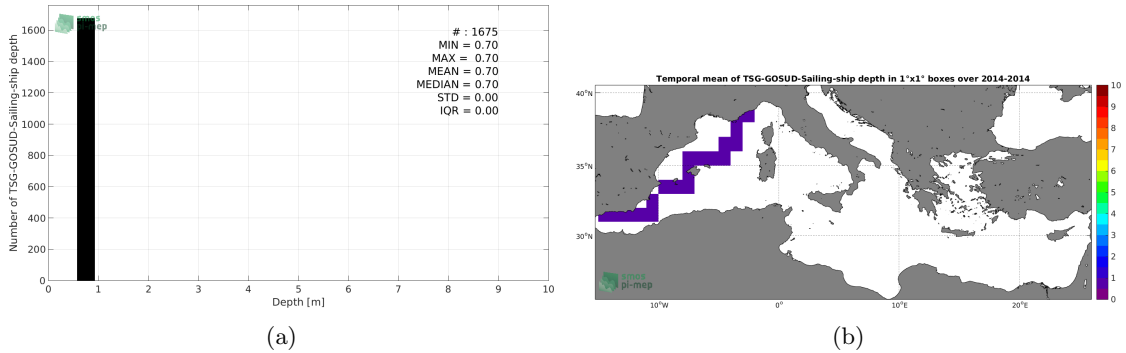 smos
pi-mep
# : 1675
MIN = 0.70
MAX = 0.70
MEAN = 0.70
MEDIAN = 0.70
STD = 0.00
IQR = 0.00
Number of TSG-GOSUD-Sailing-ship depth
1600
1400
1200
1000
800
600
400
200
0
0 1 2 3 4 5 6 7 8 9 10
Depth [m]
(a)
Temporal mean of TSG-GOSUD-Sailing-ship depth in 1°x1° boxes over 2014-2014
40°N
35°N
30°N
10°W 0°E 10°E 20°E
smos
pi-mep
10
9
8
7
6
5
4
3
2
1
0
(b)